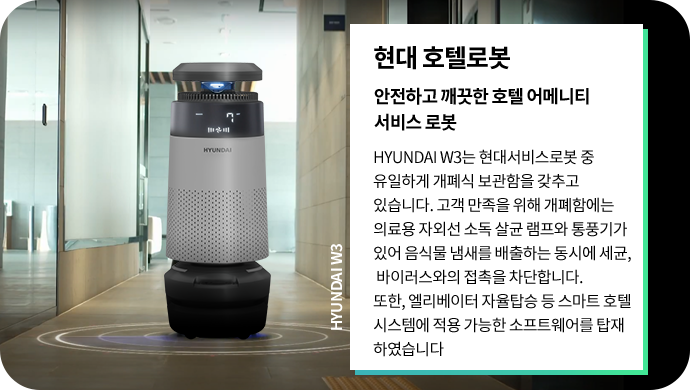 현대 호텔로봇
안전하고 깨끗한 호텔 어메니티
서비스 로봇
HYUNDAI W3는 현대서비스로봇 중
유일하게 개폐식 보관함을 갖추고
있습니다. 고객 만족을 위해 개폐함에는
의료용 자외선 소독 살균 램프와 통풍기가
있어 음식물 냄새를 배출하는 동시에 세균,
바이러스와의 접촉을 차단합니다.
또한, 엘리베이터 자율탑승 등 스마트 호텔
시스템에 적용 가능한 소프트웨어를 탑재
하였습니다
HYUNDAI W3
HYUNDAI
7